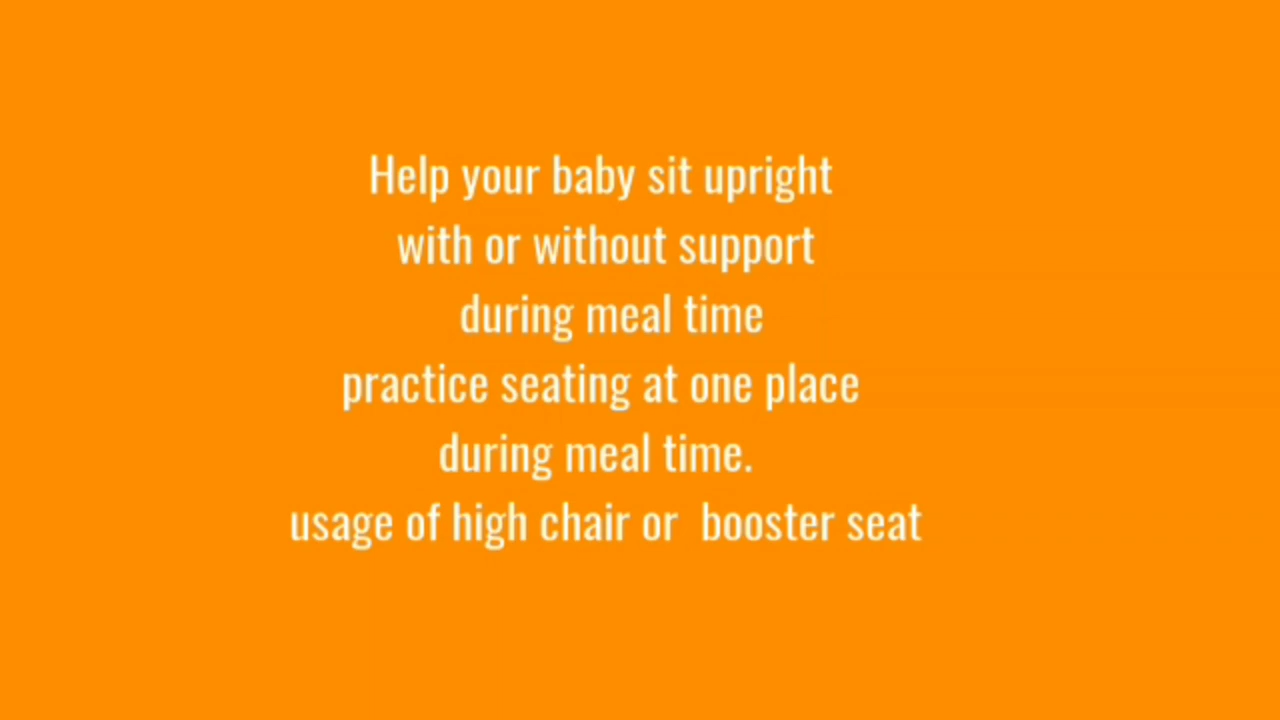 Help your baby sit upright
with or without support
during meal time
practice seating at one place
during meal time.
usage of high chair or  booster seat